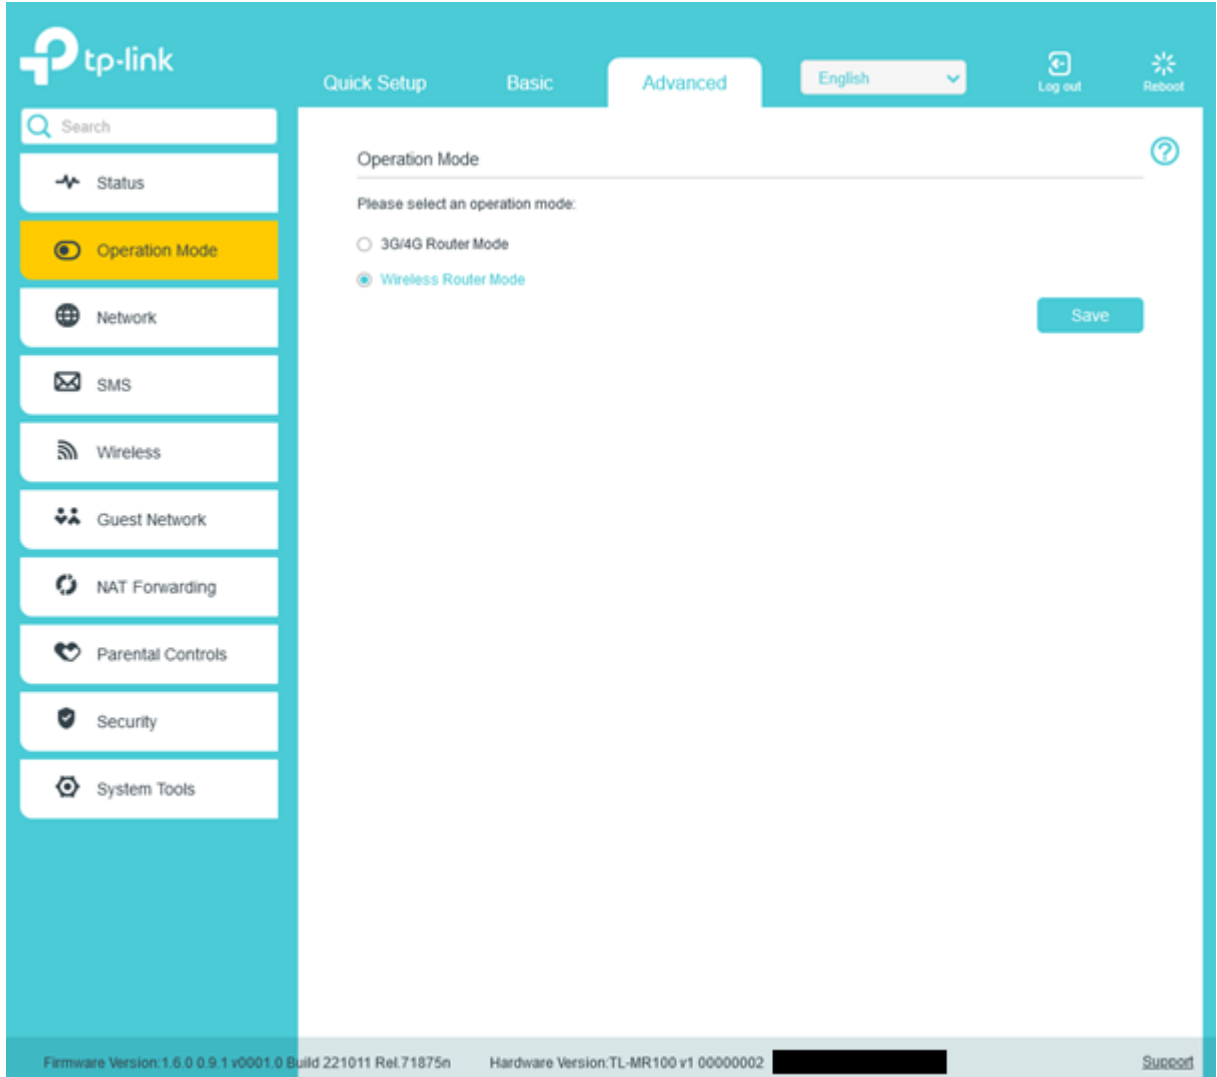 tp-link
Quick Setup Basic Advanced English Log out Reboot
Search
Status
Operation Mode
Network
SMS
Wireless
Guest Network
NAT Forwarding
Parental Controls
Security
System Tools
Operation Mode
Please select an operation mode:
3G/4G Router Mode
Wireless Router Mode
Save
Firmware Version:1.6.0 0.9.1 v0001.0 Build 221011 Rel.71875n Hardware Version:TL-MR100 v1 00000002 Support